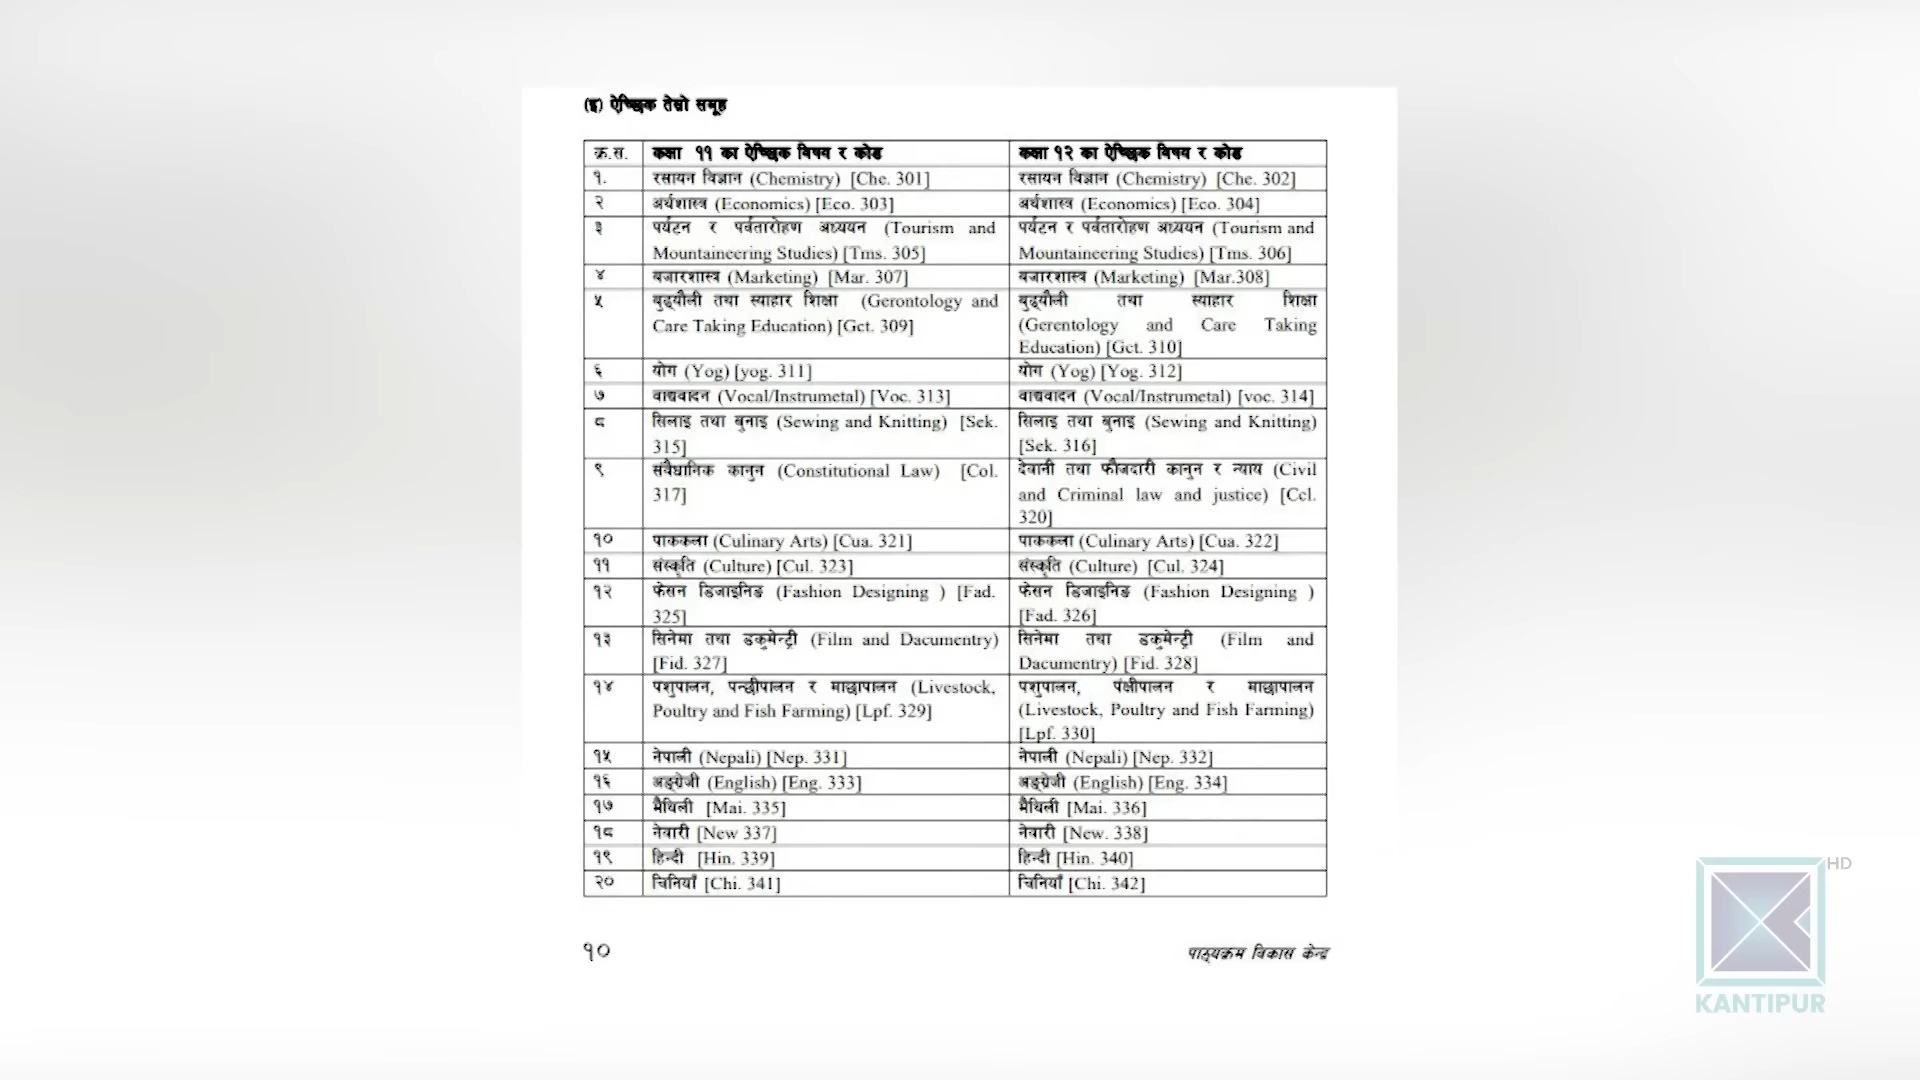 (इ) ऐच्छिक तेस्रो समूह
क्र.स. कक्षा ११ का ऐच्छिक विषय र कोड कक्षा १२ का ऐच्छिक विषय र कोड
१. रसायन विज्ञान (Chemistry) [Che. 301] रसायन विज्ञान (Chemistry) [Che. 302]
२ अर्थशास्त्र (Economics) [Eco. 303] अर्थशास्त्र (Economics) [Eco. 304]
३ पर्यटन र पर्वतारोहण अध्ययन (Tourism and
Mountaineering Studies) [Tms. 305]
पर्यटन र पर्वतारोहण अध्ययन (Tourism and
Mountaineering Studies) [Tms. 306]
४ बजारशास्त्र (Marketing) [Mar. 307] बजारशास्त्र (Marketing) [Mar.308]
५ बुढ्यौली तथा स्याहार शिक्षा (Gerontology and
Care Taking Education) [Gct. 309]
बुढ्यौली तथा स्याहार शिक्षा
(Gerentology and Care Taking
Education) [Gct. 310]
६ योग (Yog) [yog. 311] योग (Yog) [Yog. 312]
७ वाद्यवादन (Vocal/Instrumetal) [Voc. 313] वाद्यवादन (Vocal/Instrumetal) [voc. 314]
८ सिलाइ तथा बुनाइ (Sewing and Knitting) [Sek.
315]
सिलाइ तथा बुनाइ (Sewing and Knitting)
[Sek. 316]
९ संवैधानिक कानुन (Constitutional Law) [Col.
317]
देवानी तथा फौजदारी कानुन र न्याय (Civil
and Criminal law and justice) [Ccl.
320]
१० पाककला (Culinary Arts) [Cua. 321] पाककला (Culinary Arts) [Cua. 322]
११ संस्कृति (Culture) [Cul. 323] संस्कृति (Culture) [Cul. 324]
१२ फेसन डिजाइनिङ (Fashion Designing ) [Fad.
325]
फेसन डिजाइनिङ (Fashion Designing )
[Fad. 326]
१३ सिनेमा तथा डकुमेन्ट्री (Film and Dacumentry)
[Fid. 327]
सिनेमा तथा डकुमेन्ट्री (Film and
Dacumentry) [Fid. 328]
१४ पशुपालन, पन्छीपालन र माछापालन (Livestock,
Poultry and Fish Farming) [Lpf. 329]
पशुपालन, पंक्षीपालन र माछापालन
(Livestock, Poultry and Fish Farming)
[Lpf. 330]
१५ नेपाली (Nepali) [Nep. 331] नेपाली (Nepali) [Nep. 332]
१६ अङ्ग्रेजी (English) [Eng. 333] अङ्ग्रेजी (English) [Eng. 334]
१७ मैथिली [Mai. 335] मैथिली [Mai. 336]
१८ नेवारी [New 337] नेवारी [New. 338]
१९ हिन्दी [Hin. 339] हिन्दी [Hin. 340]
२० चिनियाँ [Chi. 341] चिनियाँ [Chi. 342]
१० पाठ्यक्रम विकास केन्द्र
HD
KANTIPUR